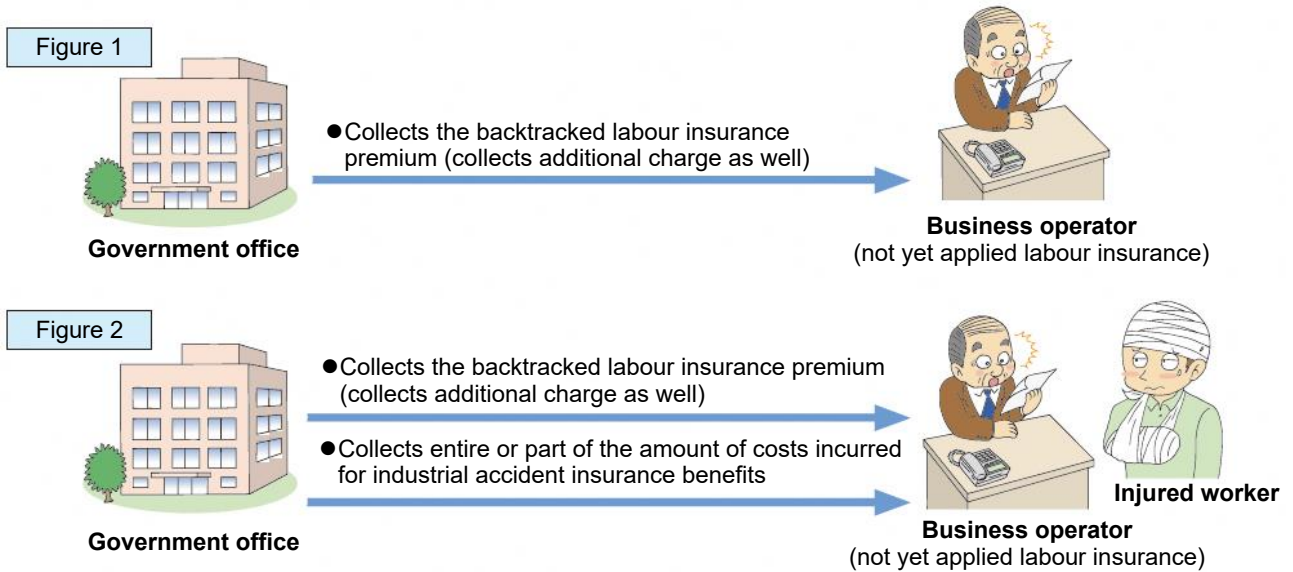 Figure 1
●Collects the backtracked labour insurance
premium (collects additional charge as well)
Government office
Business operator
(not yet applied labour insurance)
Figure 2
●Collects the backtracked labour insurance premium
(collects additional charge as well)
●Collects entire or part of the amount of costs incurred
for industrial accident insurance benefits
Injured worker
Government office
Business operator
(not yet applied labour insurance)